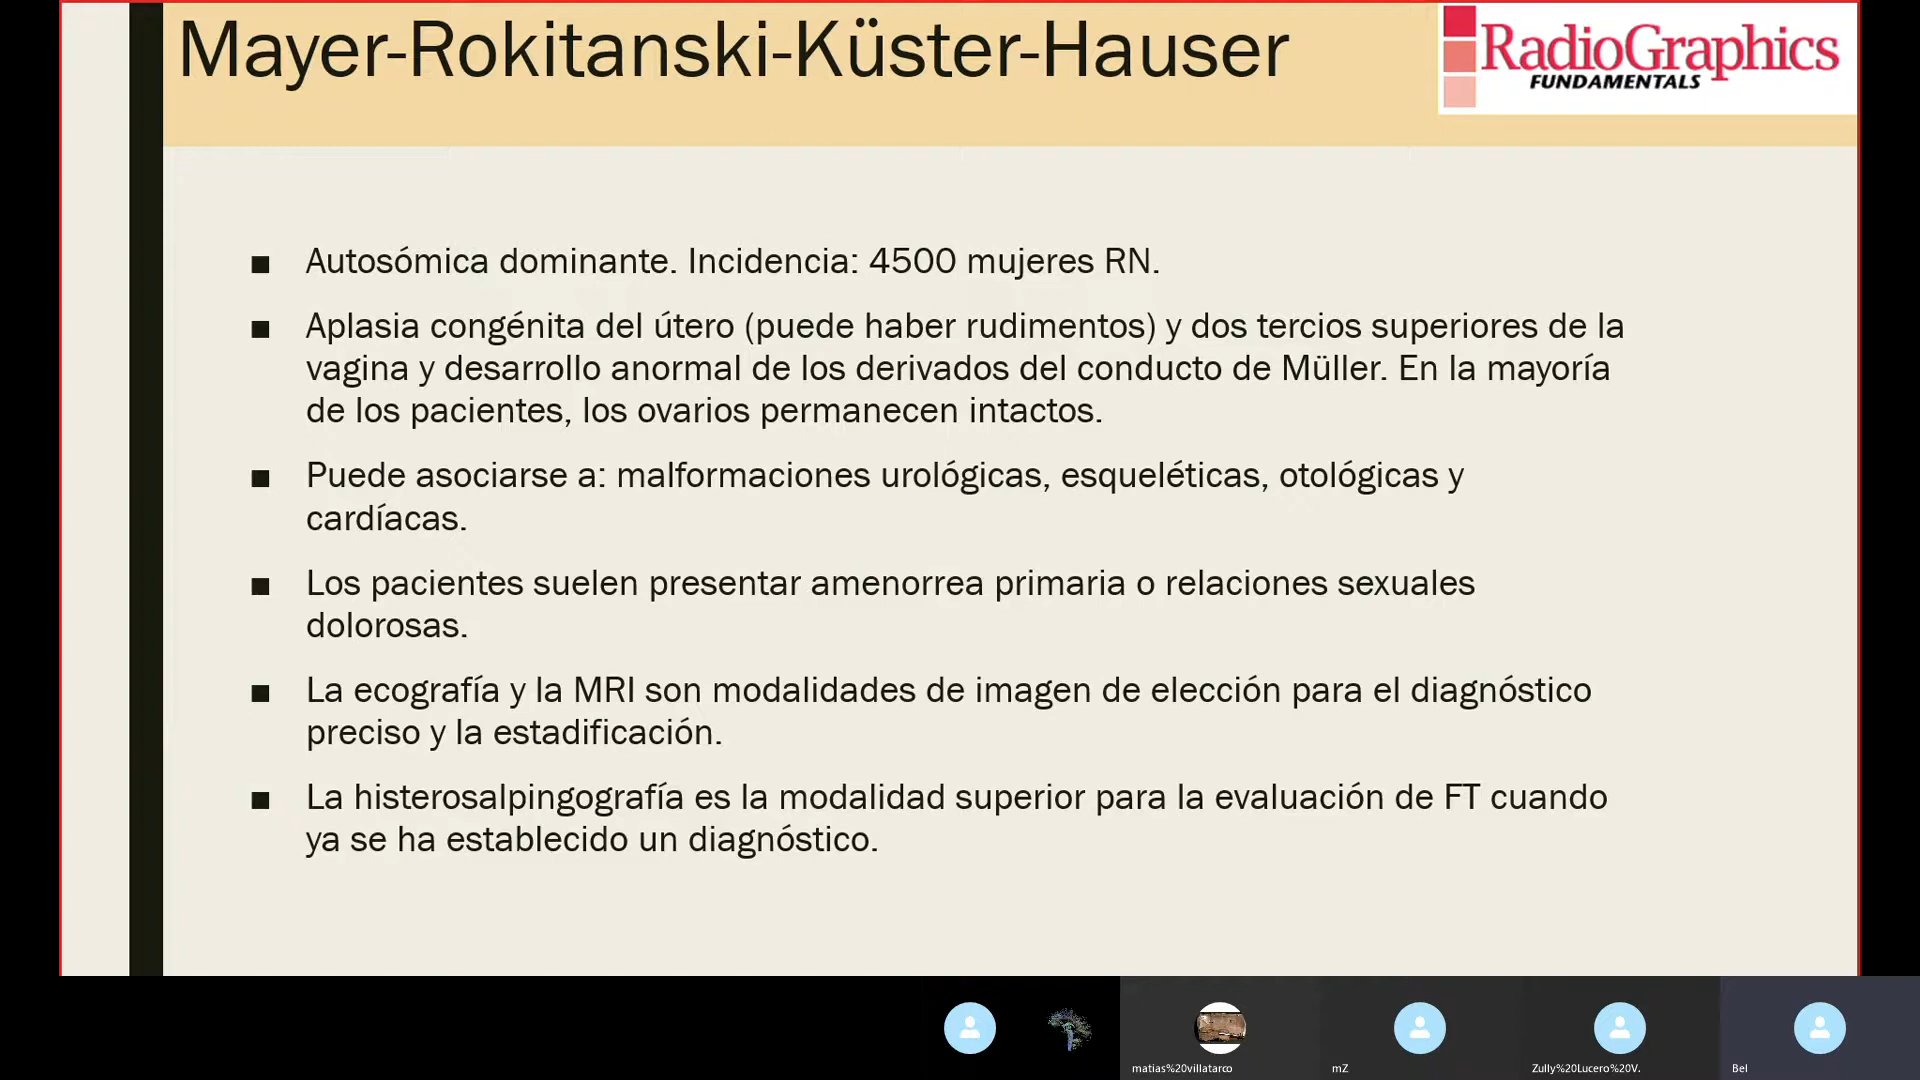 Mayer-Rokitanski-Küster-Hauser
RadioGraphics
FUNDAMENTALS
■ Autosómica dominante. Incidencia: 4500 mujeres RN.
■ Aplasia congénita del útero (puede haber rudimentos) y dos tercios superiores de la
vagina y desarrollo anormal de los derivados del conducto de Müller. En la mayoría
de los pacientes, los ovarios permanecen intactos.
■ Puede asociarse a: malformaciones urológicas, esqueléticas, otológicas y
cardíacas.
■ Los pacientes suelen presentar amenorrea primaria o relaciones sexuales
dolorosas.
■ La ecografía y la MRI son modalidades de imagen de elección para el diagnóstico
preciso y la estadificación.
■ La histerosalpingografía es la modalidad superior para la evaluación de FT cuando
ya se ha establecido un diagnóstico.
matias%20villatarco
mZ
Zully%20Lucero%20V.
Bel